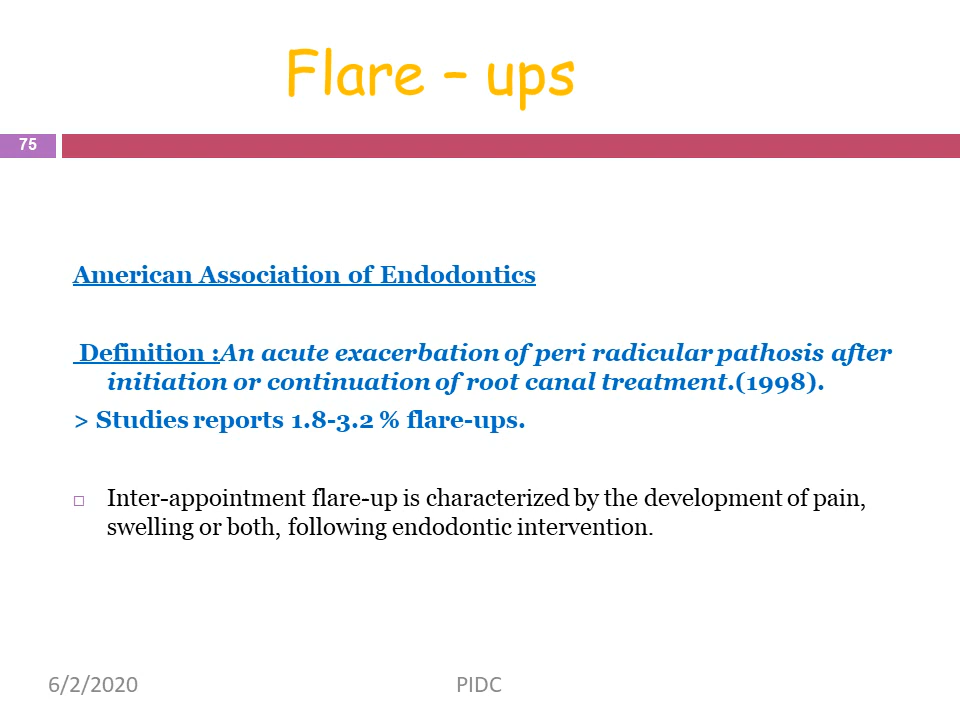 Flare – ups
75
American Association of Endodontics
Definition :An acute exacerbation of peri radicular pathosis after
initiation or continuation of root canal treatment.(1998).
> Studies reports 1.8-3.2 % flare-ups.
□ Inter-appointment flare-up is characterized by the development of pain,
swelling or both, following endodontic intervention.
6/2/2020 PIDC